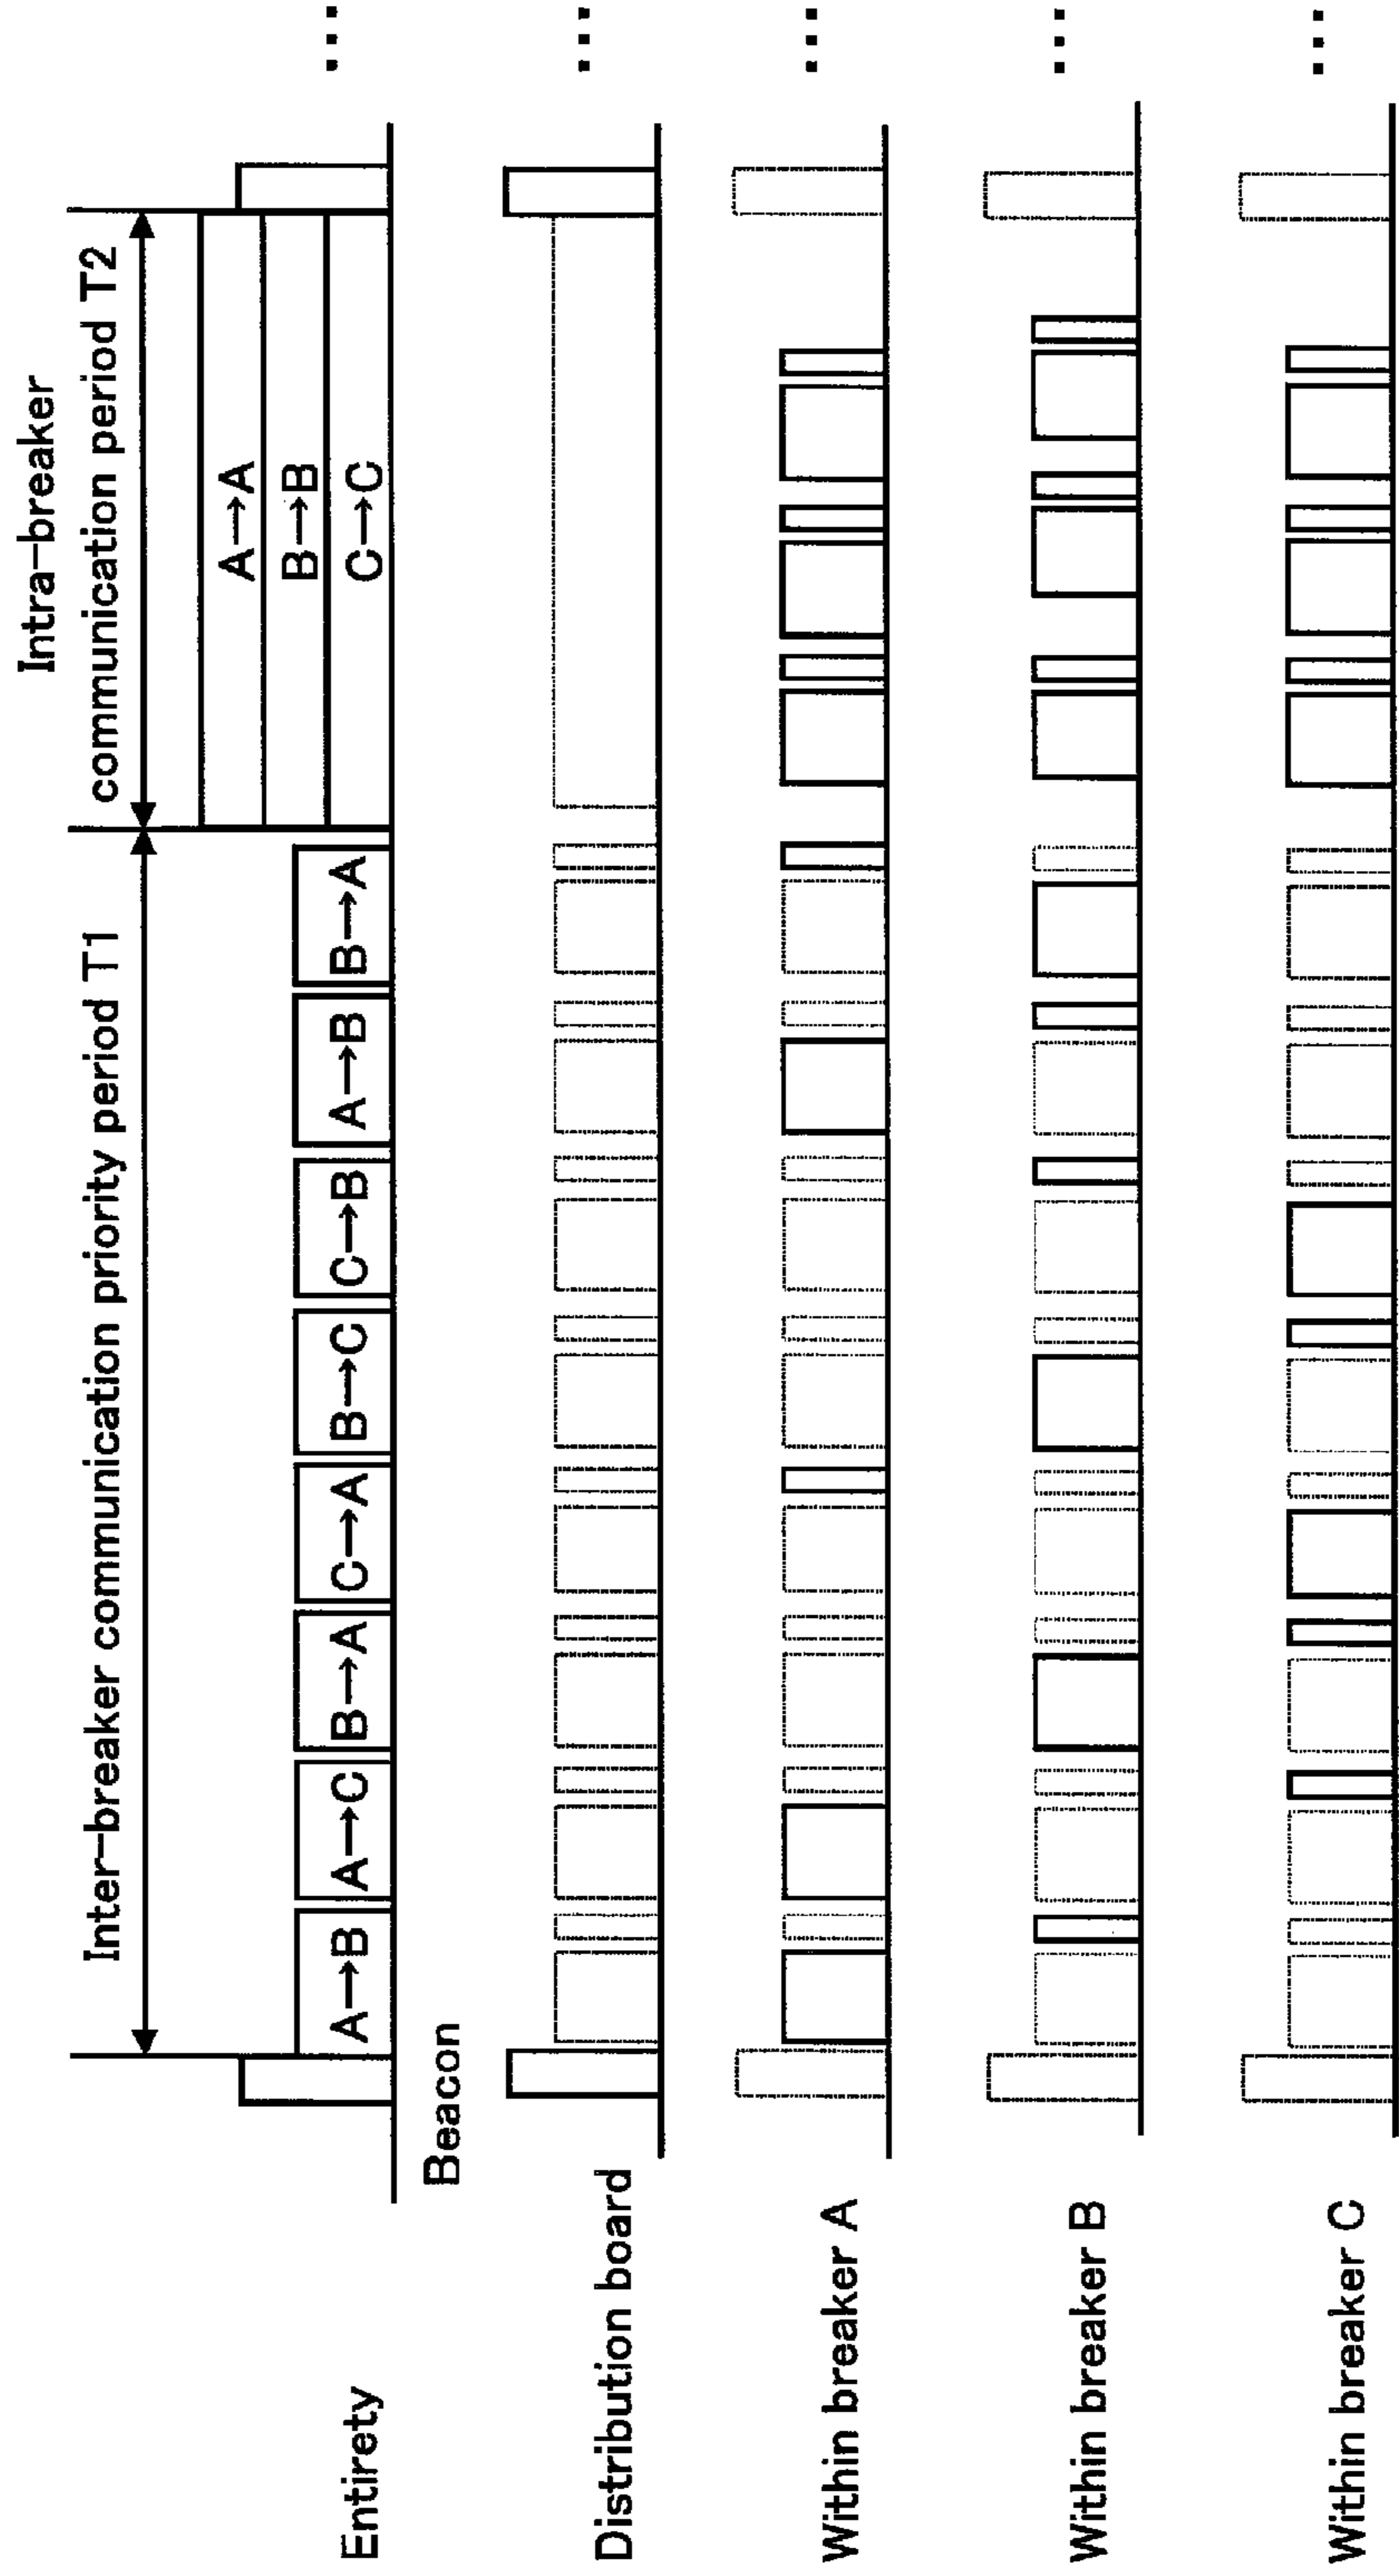 Inter-breaker communication priority period T1
Intra-breaker
communication period T2
Entirety
A→B
A→C
B→A
C→A
B→C
C→B
A→B
B→A
A→A
B→B
C→C
...
Beacon
Distribution board
...
Within breaker A
...
Within breaker B
...
Within breaker C
...